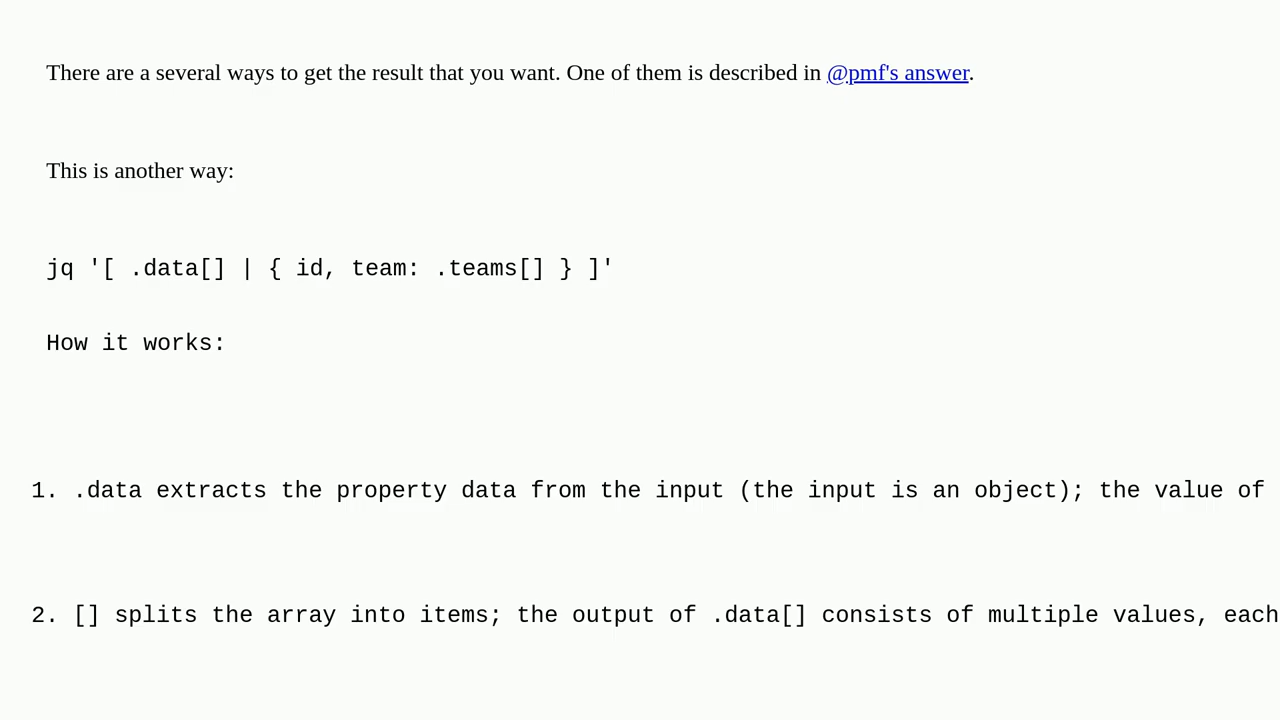 There are a several ways to get the result that you want. One of them is described in @pmf's answer.
This is another way:
jq '[ .data[] | { id, team: .teams[] } ]'
How it works:
1. .data extracts the property data from the input (the input is an object); the value of
2. [] splits the array into items; the output of .data[] consists of multiple values, each